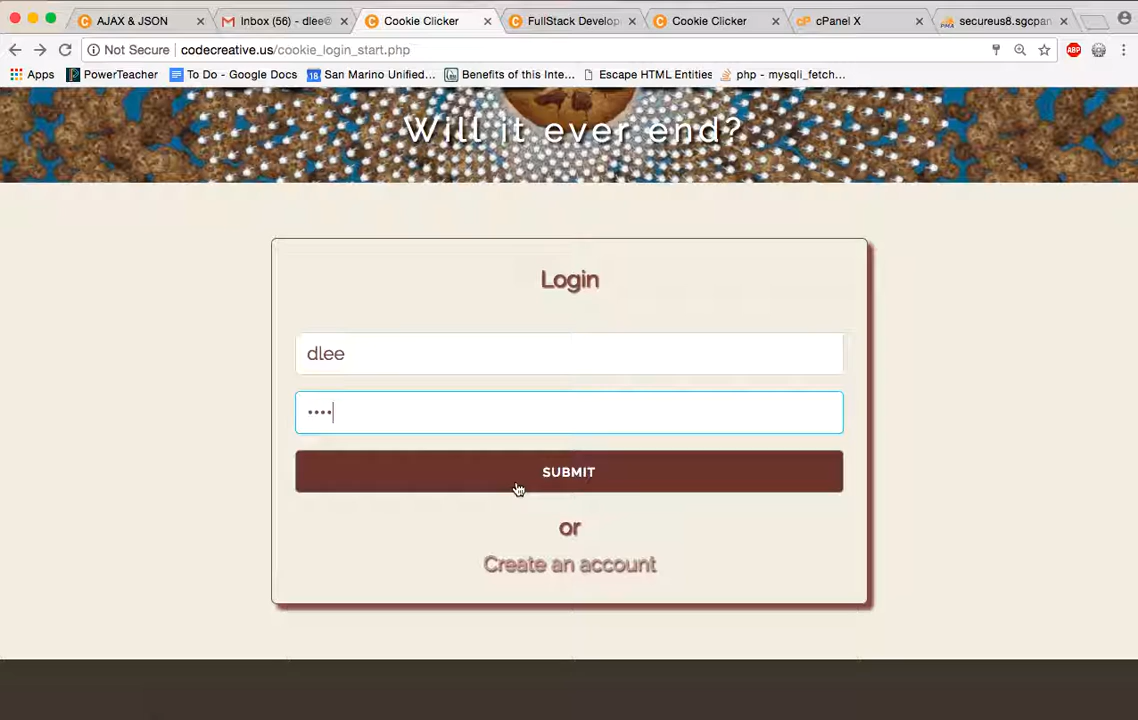 AJAX & JSON
Inbox (56) - dlee@
Cookie Clicker
FullStack Develop
Cookie Clicker
cPanel X
secureus8.sgcpan
Not Secure
codecreative.us/cookie_login_start.php
ABP
Apps
PowerTeacher
To Do - Google Docs
18
San Marino Unified...
Benefits of this Inte...
Escape HTML Entities
php - mysqli_fetch...
Will it ever end?
Login
dlee
••••
SUBMIT
or
Create an account